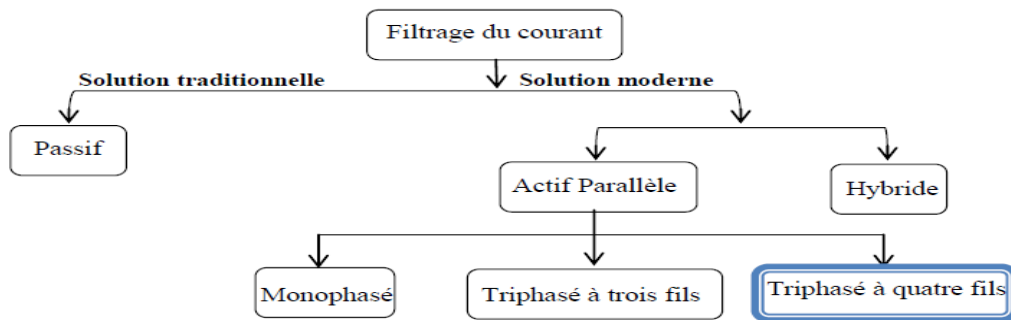 Filtrage du courant
Solution traditionnelle
Solution moderne
Passif
Actif Parallèle
Hybride
Monophasé
Triphasé à trois fils
Triphasé à quatre fils